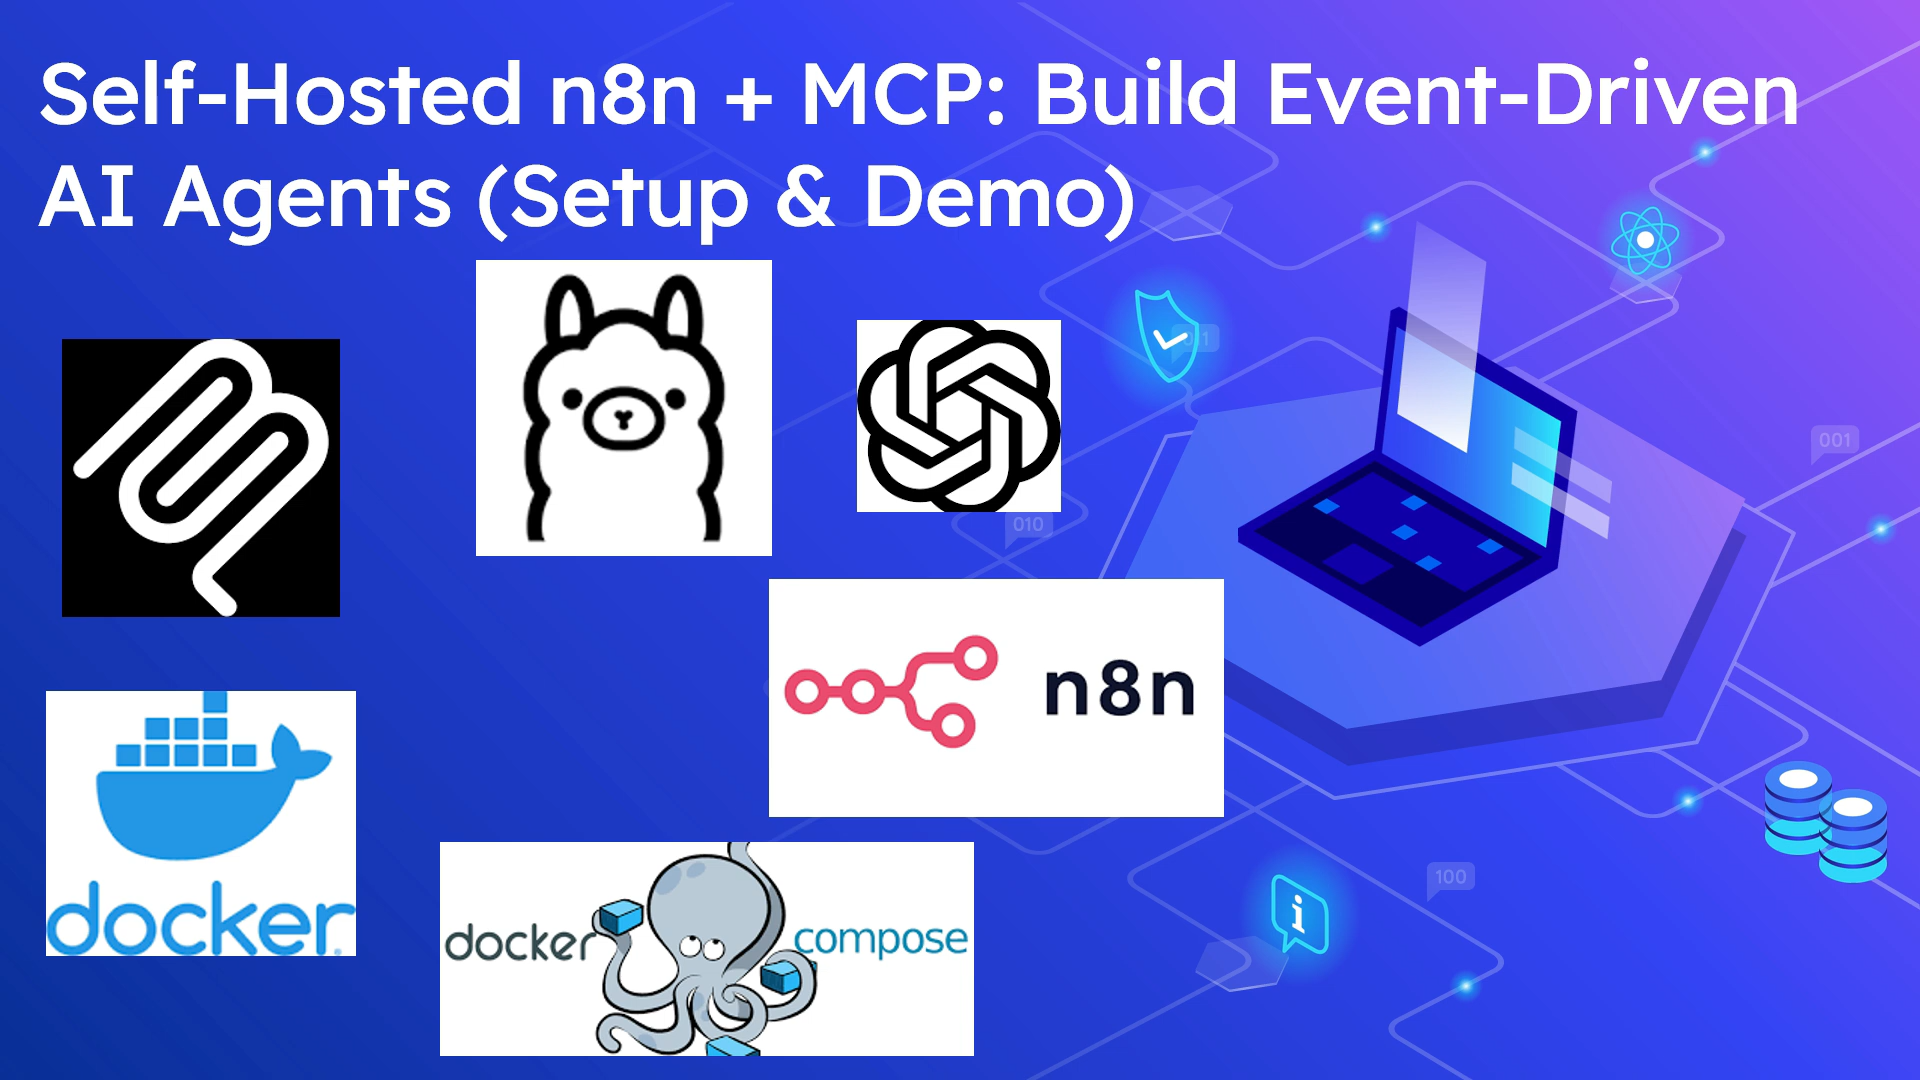 Self-Hosted n8n + MCP: Build Event-Driven
AI Agents (Setup & Demo)
001
010
n8n
docker
docker compose
100